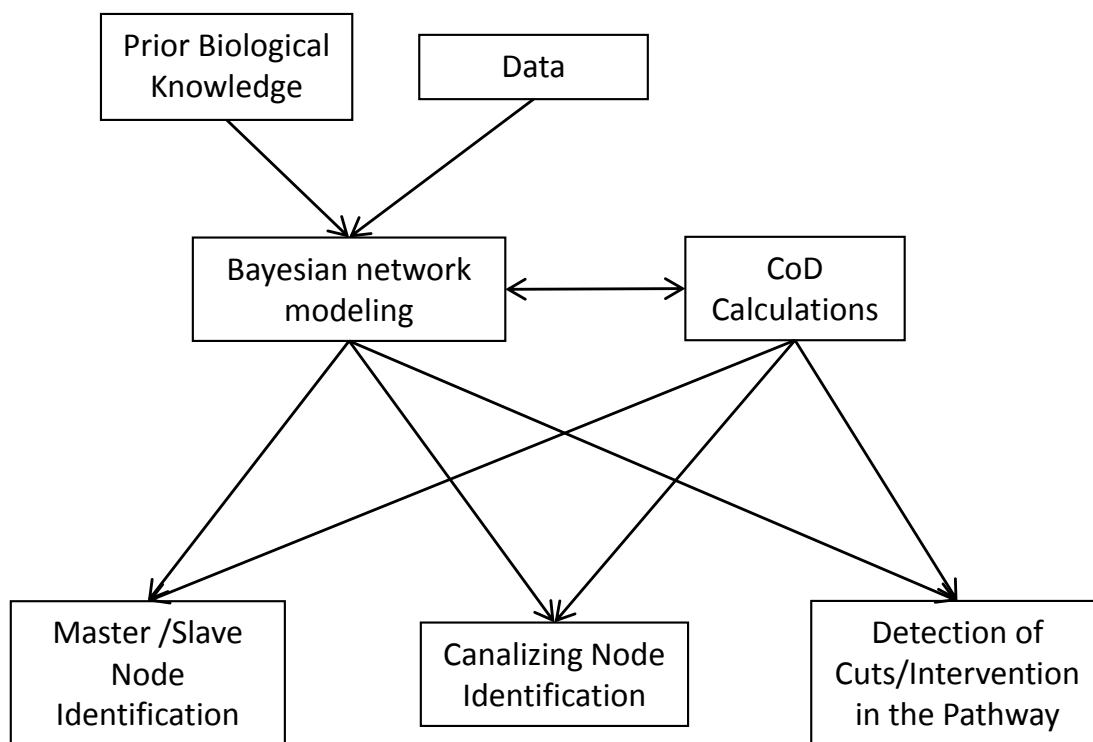 Prior Biological
Knowledge
Data
Bayesian network
modeling
CoD
Calculations
Master /Slave
Node
Identification
Canalizing Node
Identification
Detection of
Cuts/Intervention
in the Pathway